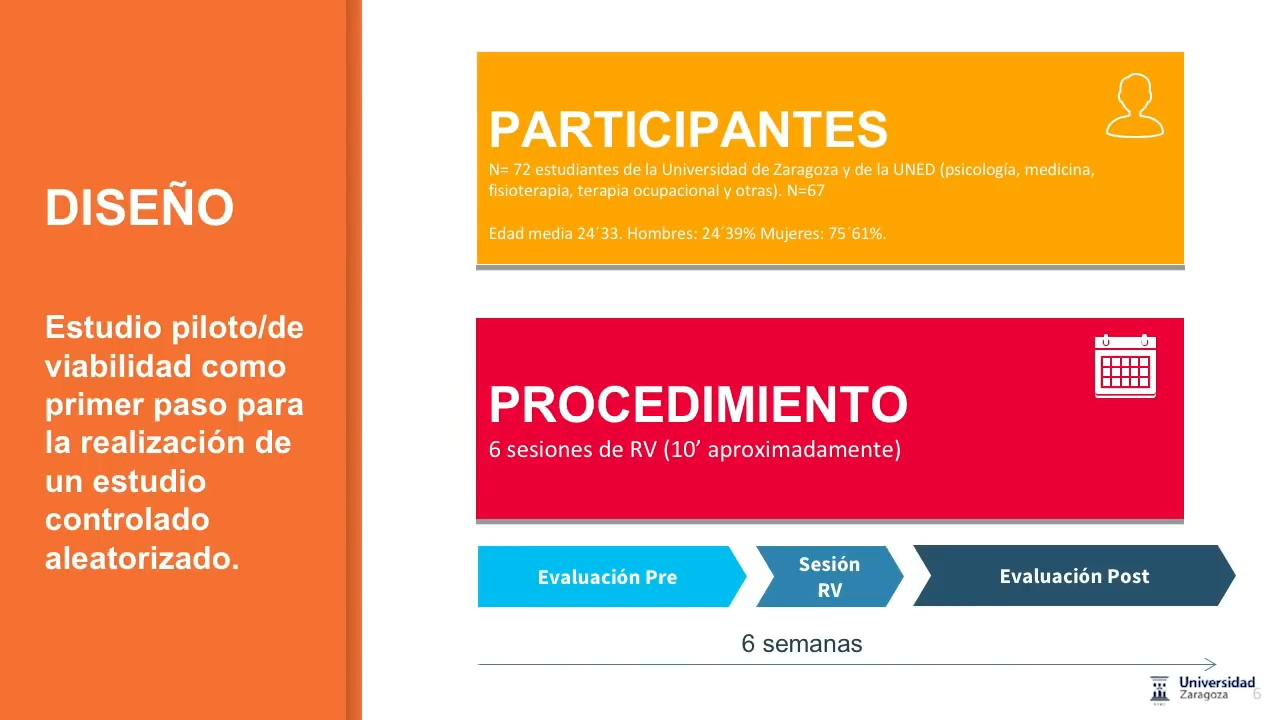 DISEÑO
Estudio piloto/de
viabilidad como
primer paso para
la realización de
un estudio
controlado
aleatorizado.
PARTICIPANTES
N= 72 estudiantes de la Universidad de Zaragoza y de la UNED (psicología, medicina,
fisioterapia, terapia ocupacional y otras). N=67
Edad media 24´33. Hombres: 24´39% Mujeres: 75´61%.
PROCEDIMIENTO
6 sesiones de RV (10’ aproximadamente)
Evaluación Pre
Sesión
RV
Evaluación Post
6 semanas
Universidad
Zaragoza
6